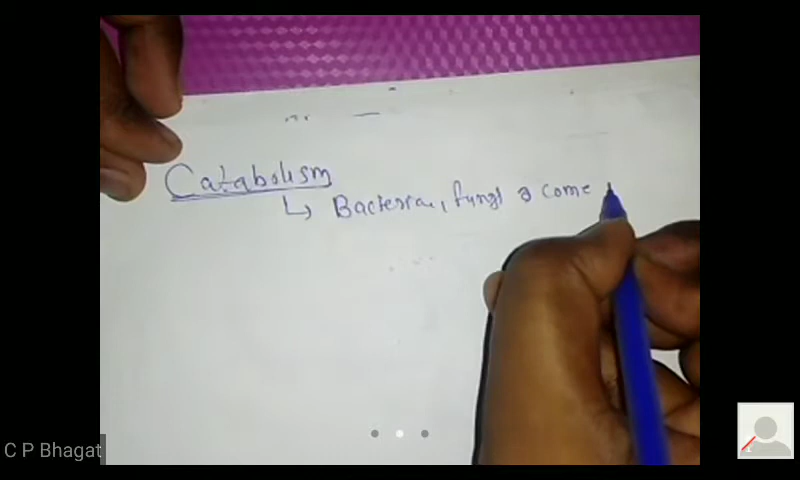 Catabolism
↳ Bacteria, fungi & come
C P Bhagat